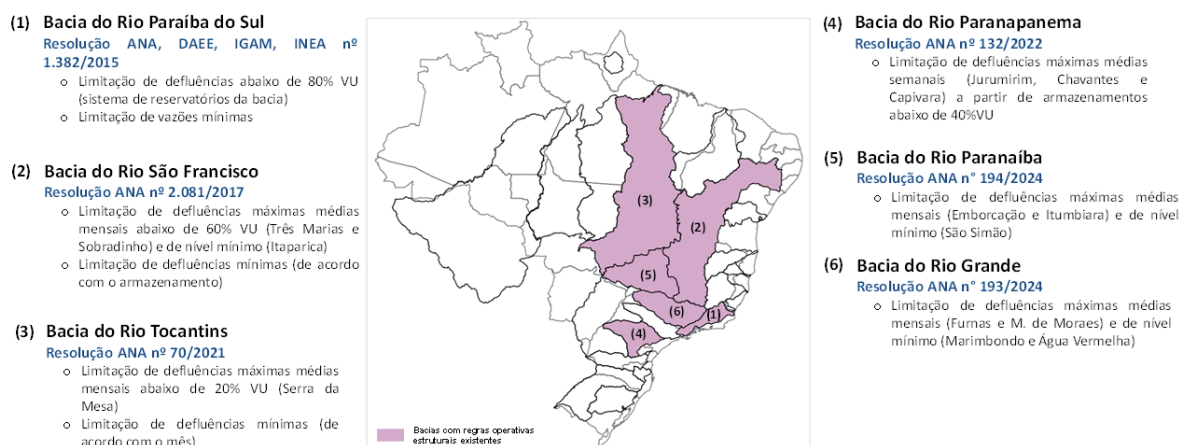 (1) Bacia do Rio Paraíba do Sul
Resolução ANA, DAEE, IGAM, INEA nº
1.382/2015
o Limitação de defluências abaixo de 80% VU
(sistema de reservatórios da bacia)
o Limitação de vazões mínimas
(2) Bacia do Rio São Francisco
Resolução ANA nº 2.081/2017
o Limitação de defluências máximas médias
mensais abaixo de 60% VU (Três Marias e
Sobradinho) e de nível mínimo (Itaparica)
o Limitação de defluências mínimas (de acordo
com o armazenamento)
(3) Bacia do Rio Tocantins
Resolução ANA nº 70/2021
o Limitação de defluências máximas médias
mensais abaixo de 20% VU (Serra da
Mesa)
o Limitação de defluências mínimas (de
acordo com o mês)
(3)
(2)
(5)
(6)
(1)
(4)
Bacias com regras operativas
estruturais existentes
(4) Bacia do Rio Paranapanema
Resolução ANA nº 132/2022
o Limitação de defluências máximas médias
semanais (Jurumirim, Chavantes e
Capivara) a partir de armazenamentos
abaixo de 40%VU
(5) Bacia do Rio Paranaíba
Resolução ANA n° 194/2024
o Limitação de defluências máximas médias
mensais (Emborcação e Itumbiara) e de nível
mínimo (São Simão)
(6) Bacia do Rio Grande
Resolução ANA n° 193/2024
o Limitação de defluências máximas médias
mensais (Furnas e M. de Moraes) e de nível
mínimo (Marimbondo e Água Vermelha)